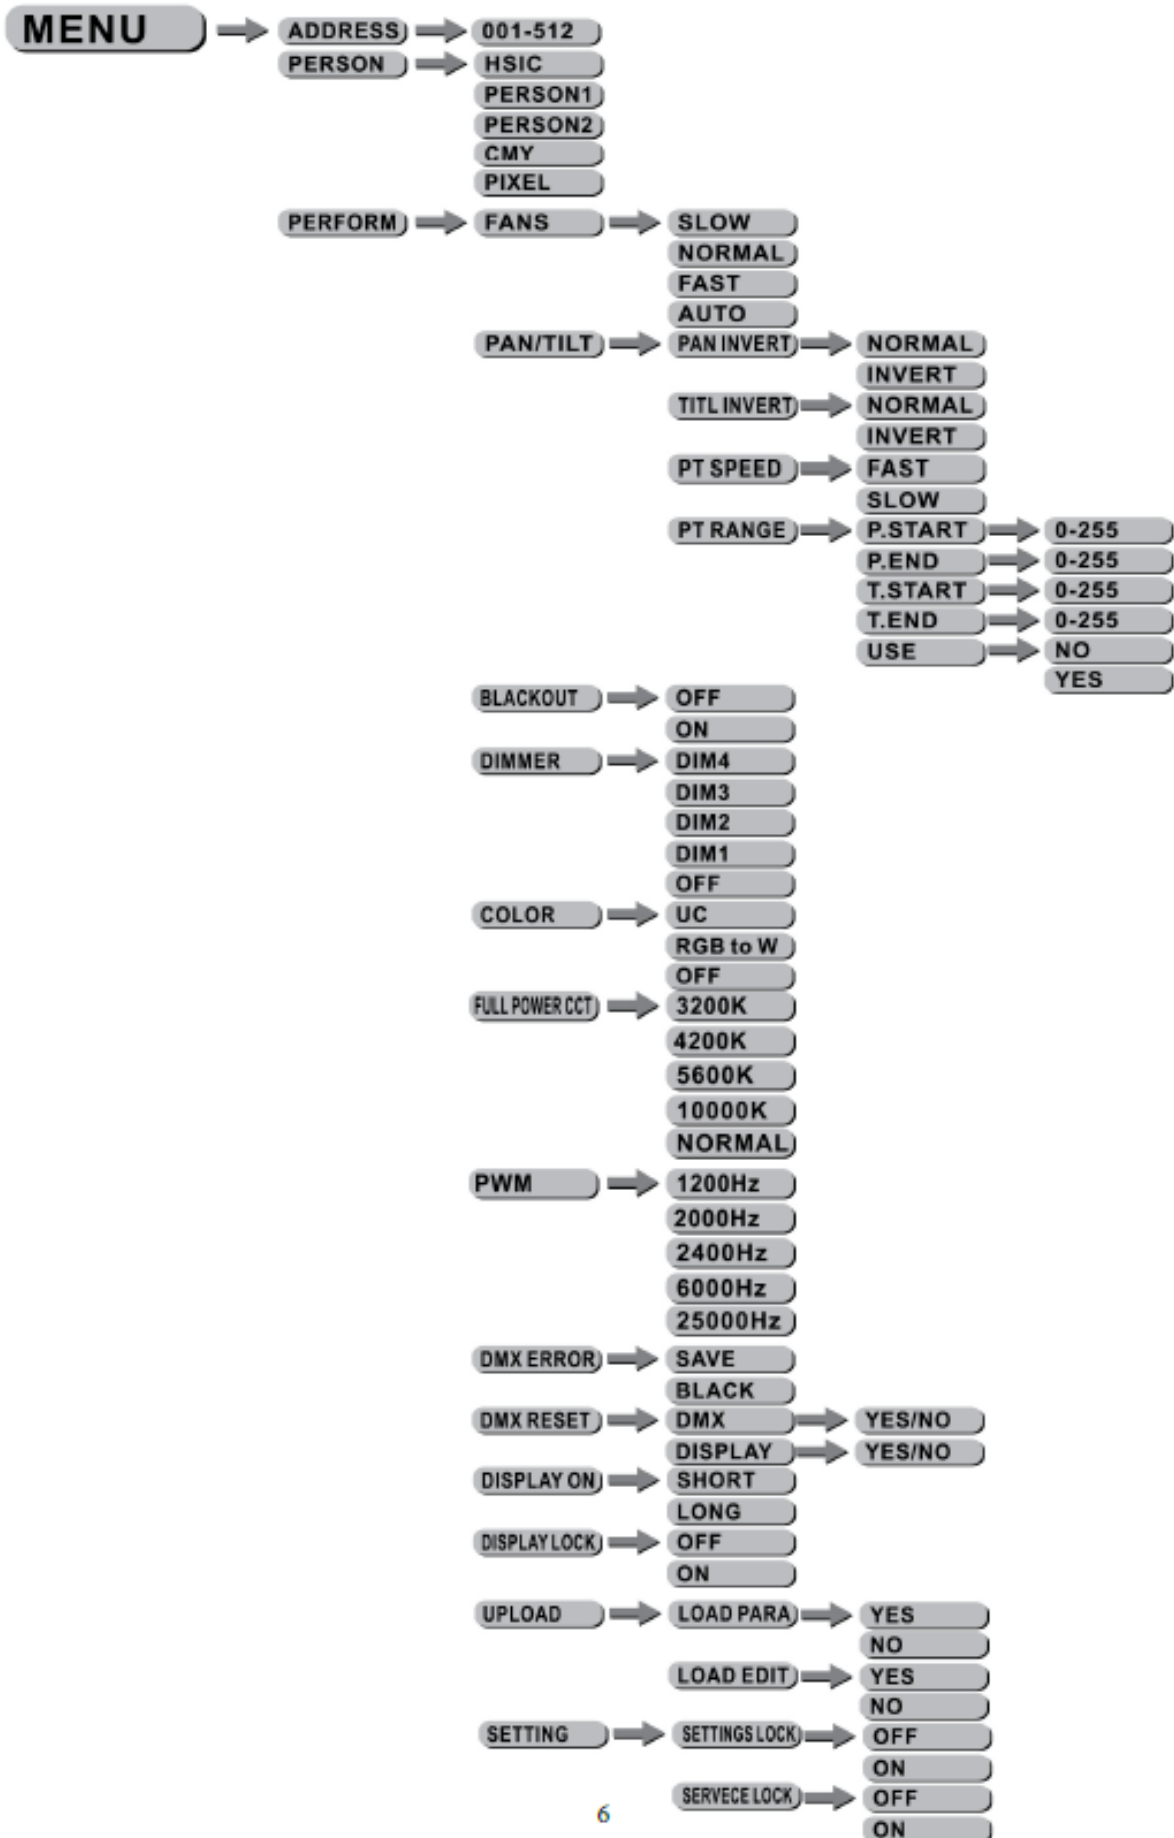 MENU ADDRESS 001-512
PERSON HSIC
PERSON1
PERSON2
CMY
PIXEL
PERFORM FANS SLOW
NORMAL
FAST
AUTO
PAN/TILT PAN INVERT NORMAL
INVERT
TITL INVERT NORMAL
INVERT
PT SPEED FAST
SLOW
PT RANGE P.START 0-255
P.END 0-255
T.START 0-255
T.END 0-255
USE NO
YES
BLACKOUT OFF
ON
DIMMER DIM4
DIM3
DIM2
DIM1
OFF
COLOR UC
RGB to W
OFF
FULL POWER CCT 3200K
4200K
5600K
10000K
NORMAL
PWM 1200Hz
2000Hz
2400Hz
6000Hz
25000Hz
DMX ERROR SAVE
BLACK
DMX RESET DMX YES/NO
DISPLAY YES/NO
DISPLAY ON SHORT
LONG
DISPLAY LOCK OFF
ON
UPLOAD LOAD PARA YES
NO
LOAD EDIT YES
NO
SETTING SETTINGS LOCK OFF
ON
SERVECE LOCK OFF
ON
6